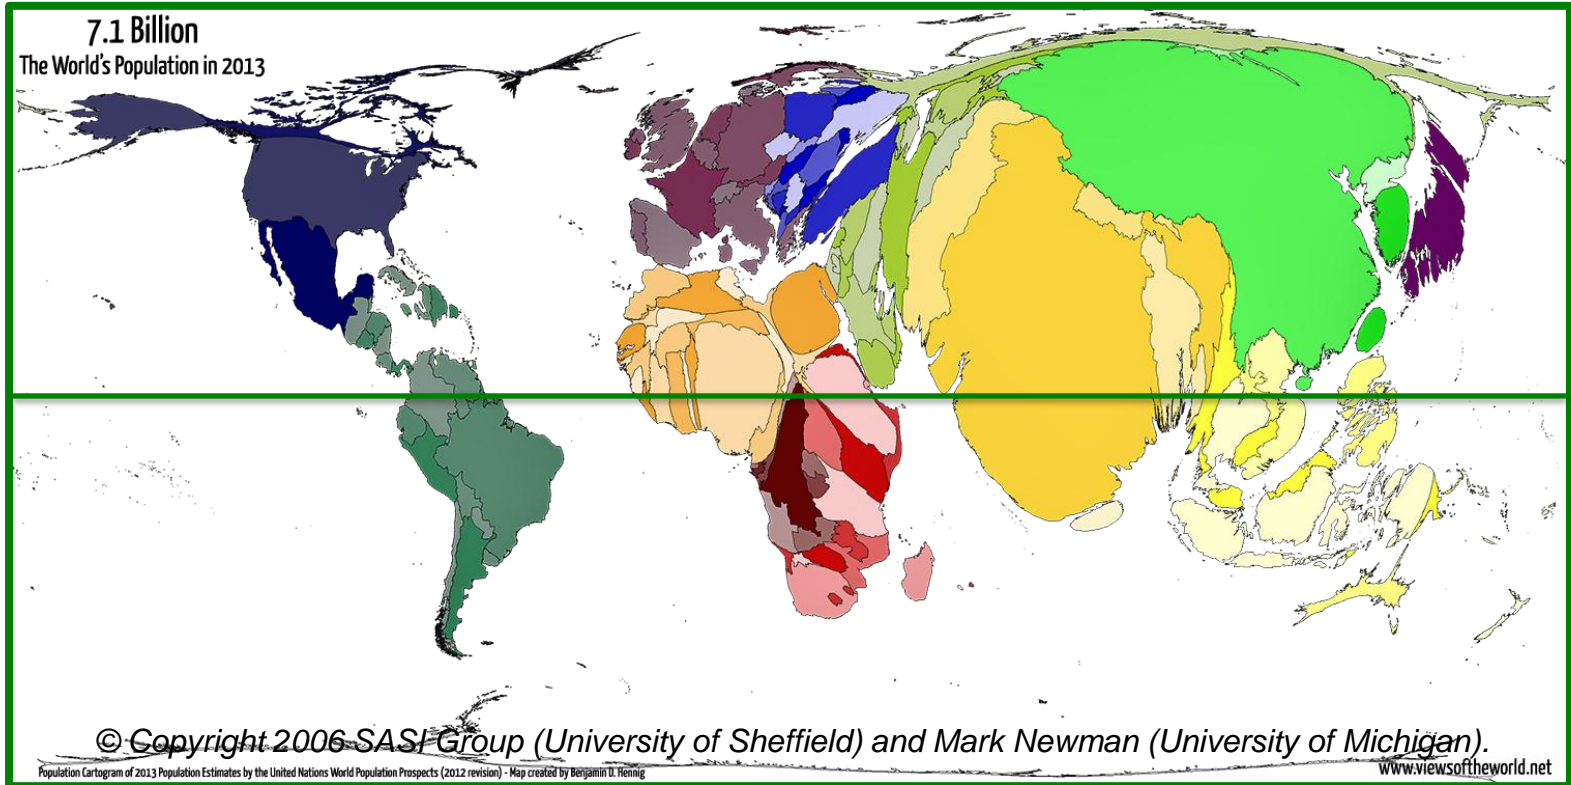 7.1 Billion
The World's Population in 2013
© Copyright 2006 SASI Group (University of Sheffield) and Mark Newman (University of Michigan).
Population Cartogram of 2013 Population Estimates by the United Nations World Population Prospects (2012 revision) - Map created by Benjamin D. Hennig
www.viewsoftheworld.net